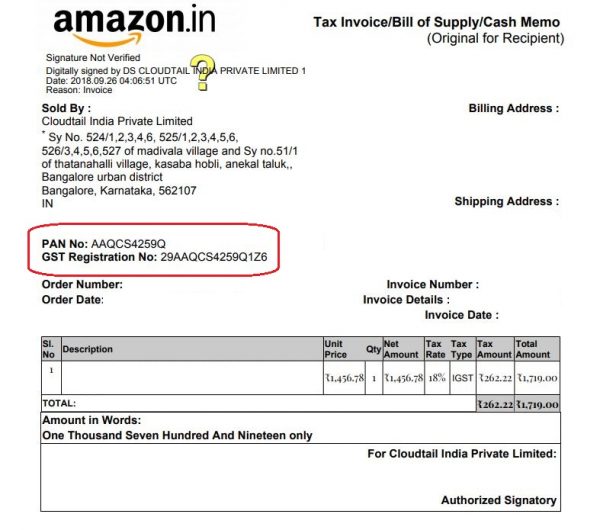 amazon.in
Tax Invoice/Bill of Supply/Cash Memo
(Original for Recipient)
Signature Not Verified
Digitally signed by DS CLOUDTAIL INDIA PRIVATE LIMITED 1
Date: 2018.09.26 04:06:51 UTC
Reason: Invoice
?
Sold By :
Cloudtail India Private Limited
* Sy No. 524/1,2,3,4,6, 525/1,2,3,4,5,6,
526/3,4,5,6,527 of madivala village and Sy no.51/1
of thatanahalli village, kasaba hobli, anekal taluk,,
Bangalore urban district
Bangalore, Karnataka, 562107
IN
Billing Address :
Shipping Address :
PAN No: AAQCS4259Q
GST Registration No: 29AAQCS4259Q1Z6
Order Number:
Order Date:
Invoice Number :
Invoice Details :
Invoice Date :
Sl. No Description Unit Price Qty Net Amount Tax Rate Tax Type Tax Amount Total Amount
1 ₹1,456.78 1 ₹1,456.78 18% IGST ₹262.22 ₹1,719.00
TOTAL: ₹262.22 ₹1,719.00
Amount in Words:
One Thousand Seven Hundred And Nineteen only
For Cloudtail India Private Limited:
Authorized Signatory